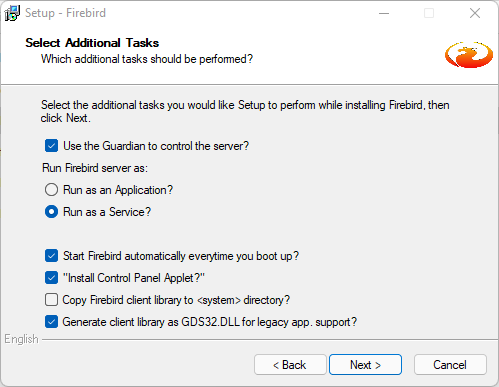 Setup - Firebird
Select Additional Tasks
Which additional tasks should be performed?
Select the additional tasks you would like Setup to perform while installing Firebird, then
click Next.
Use the Guardian to control the server?
Run Firebird server as:
Run as an Application?
Run as a Service?
Start Firebird automatically everytime you boot up?
"Install Control Panel Applet?"
Copy Firebird client library to <system> directory?
Generate client library as GDS32.DLL for legacy app. support?
English
< Back
Next >
Cancel